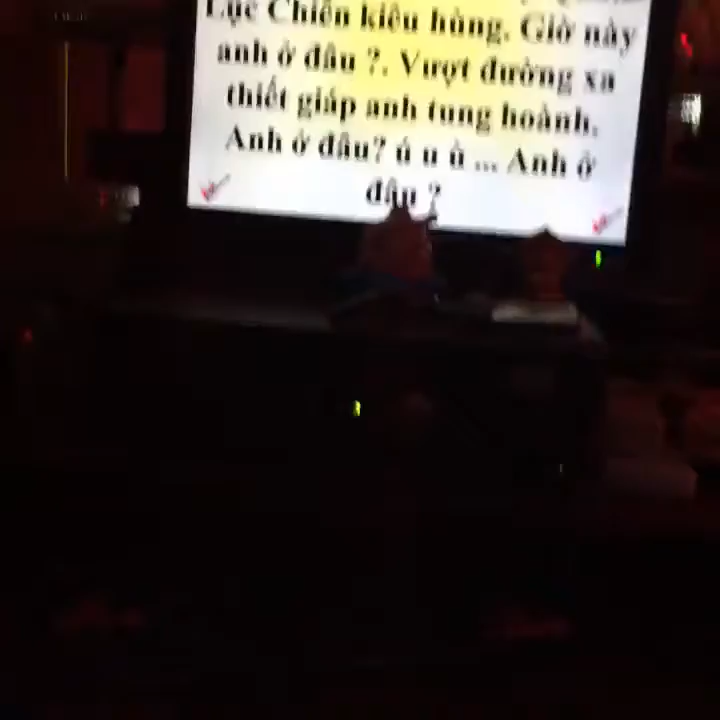 Lục Chiến kiêu hùng. Giờ này
anh ở đâu ?. Vượt đường xa
thiết giáp anh tung hoành.
Anh ở đâu? ú u ù ... Anh ở
đâu ?